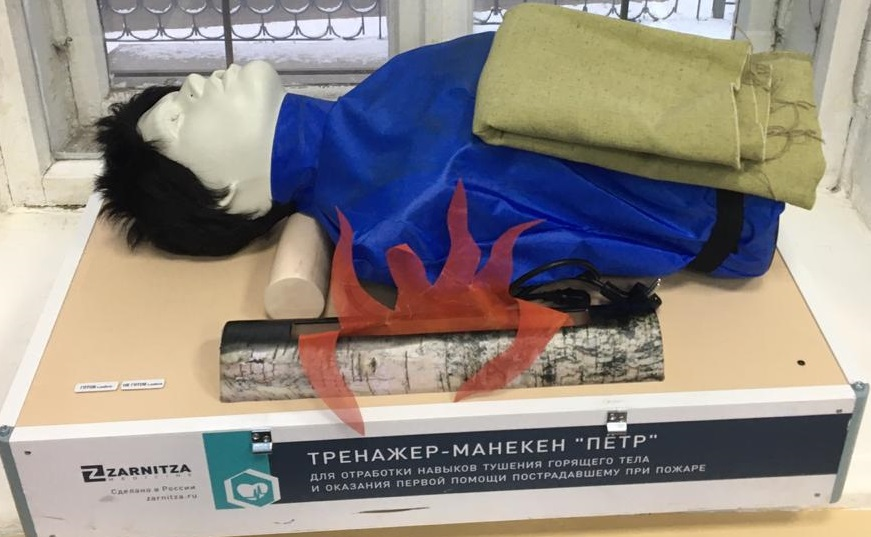 ZARNITZA
MEDICINE
Сделано в России
zarnitza.ru
ТРЕНАЖЕР-МАНЕКЕН "ПЁТР"
ДЛЯ ОТРАБОТКИ НАВЫКОВ ТУШЕНИЯ ГОРЯЩЕГО ТЕЛА
И ОКАЗАНИЯ ПЕРВОЙ ПОМОЩИ ПОСТРАДАВШЕМУ ПРИ ПОЖАРЕ